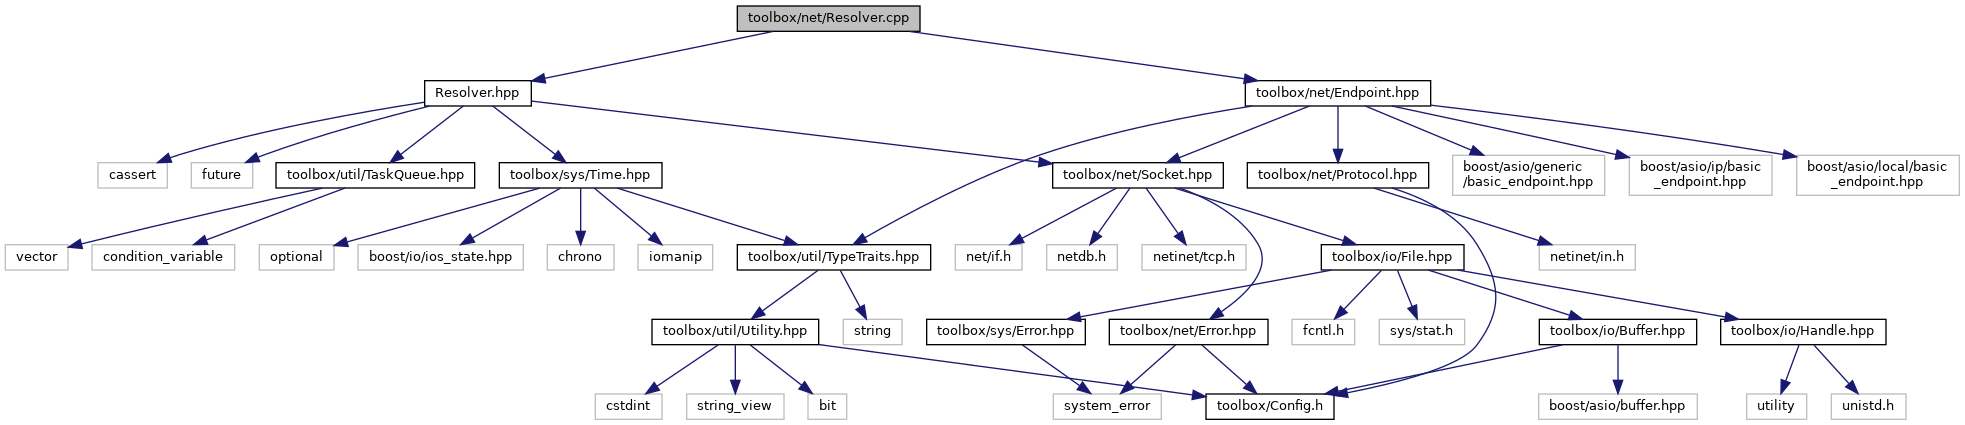 toolbox/net/Resolver.cpp
Resolver.hpp
toolbox/net/Endpoint.hpp
cassert
future
toolbox/util/TaskQueue.hpp
toolbox/sys/Time.hpp
toolbox/net/Socket.hpp
toolbox/net/Protocol.hpp
boost/asio/generic
/basic_endpoint.hpp
boost/asio/ip/basic
_endpoint.hpp
boost/asio/local/basic
_endpoint.hpp
vector
condition_variable
optional
boost/io/ios_state.hpp
chrono
iomanip
toolbox/util/TypeTraits.hpp
net/if.h
netdb.h
netinet/tcp.h
toolbox/io/File.hpp
netinet/in.h
toolbox/util/Utility.hpp
string
toolbox/sys/Error.hpp
toolbox/net/Error.hpp
fcntl.h
sys/stat.h
toolbox/io/Buffer.hpp
toolbox/io/Handle.hpp
cstdint
string_view
bit
system_error
toolbox/Config.h
boost/asio/buffer.hpp
utility
unistd.h